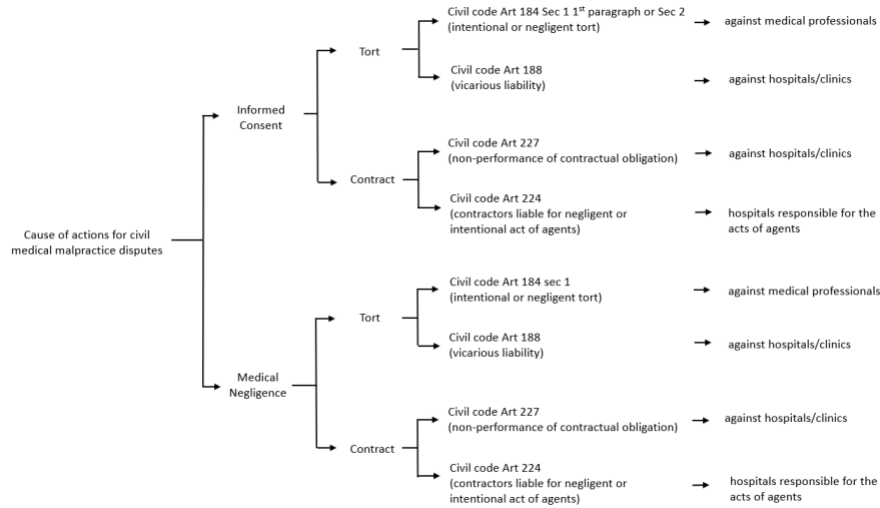 Civil code Art 184 Sec 1 1st paragraph or Sec 2
(intentional or negligent tort)
against medical professionals
Tort
Civil code Art 188
(vicarious liability)
against hospitals/clinics
Informed
Consent
Civil code Art 227
(non-performance of contractual obligation)
against hospitals/clinics
Contract
Civil code Art 224
(contractors liable for negligent or
intentional act of agents)
hospitals responsible for the
acts of agents
Cause of actions for civil
medical malpractice disputes
Civil code Art 184 sec 1
(intentional or negligent tort)
against medical professionals
Tort
Civil code Art 188
(vicarious liability)
against hospitals/clinics
Medical
Negligence
Civil code Art 227
(non-performance of contractual obligation)
against hospitals/clinics
Contract
Civil code Art 224
(contractors liable for negligent or
intentional act of agents)
hospitals responsible for the
acts of agents